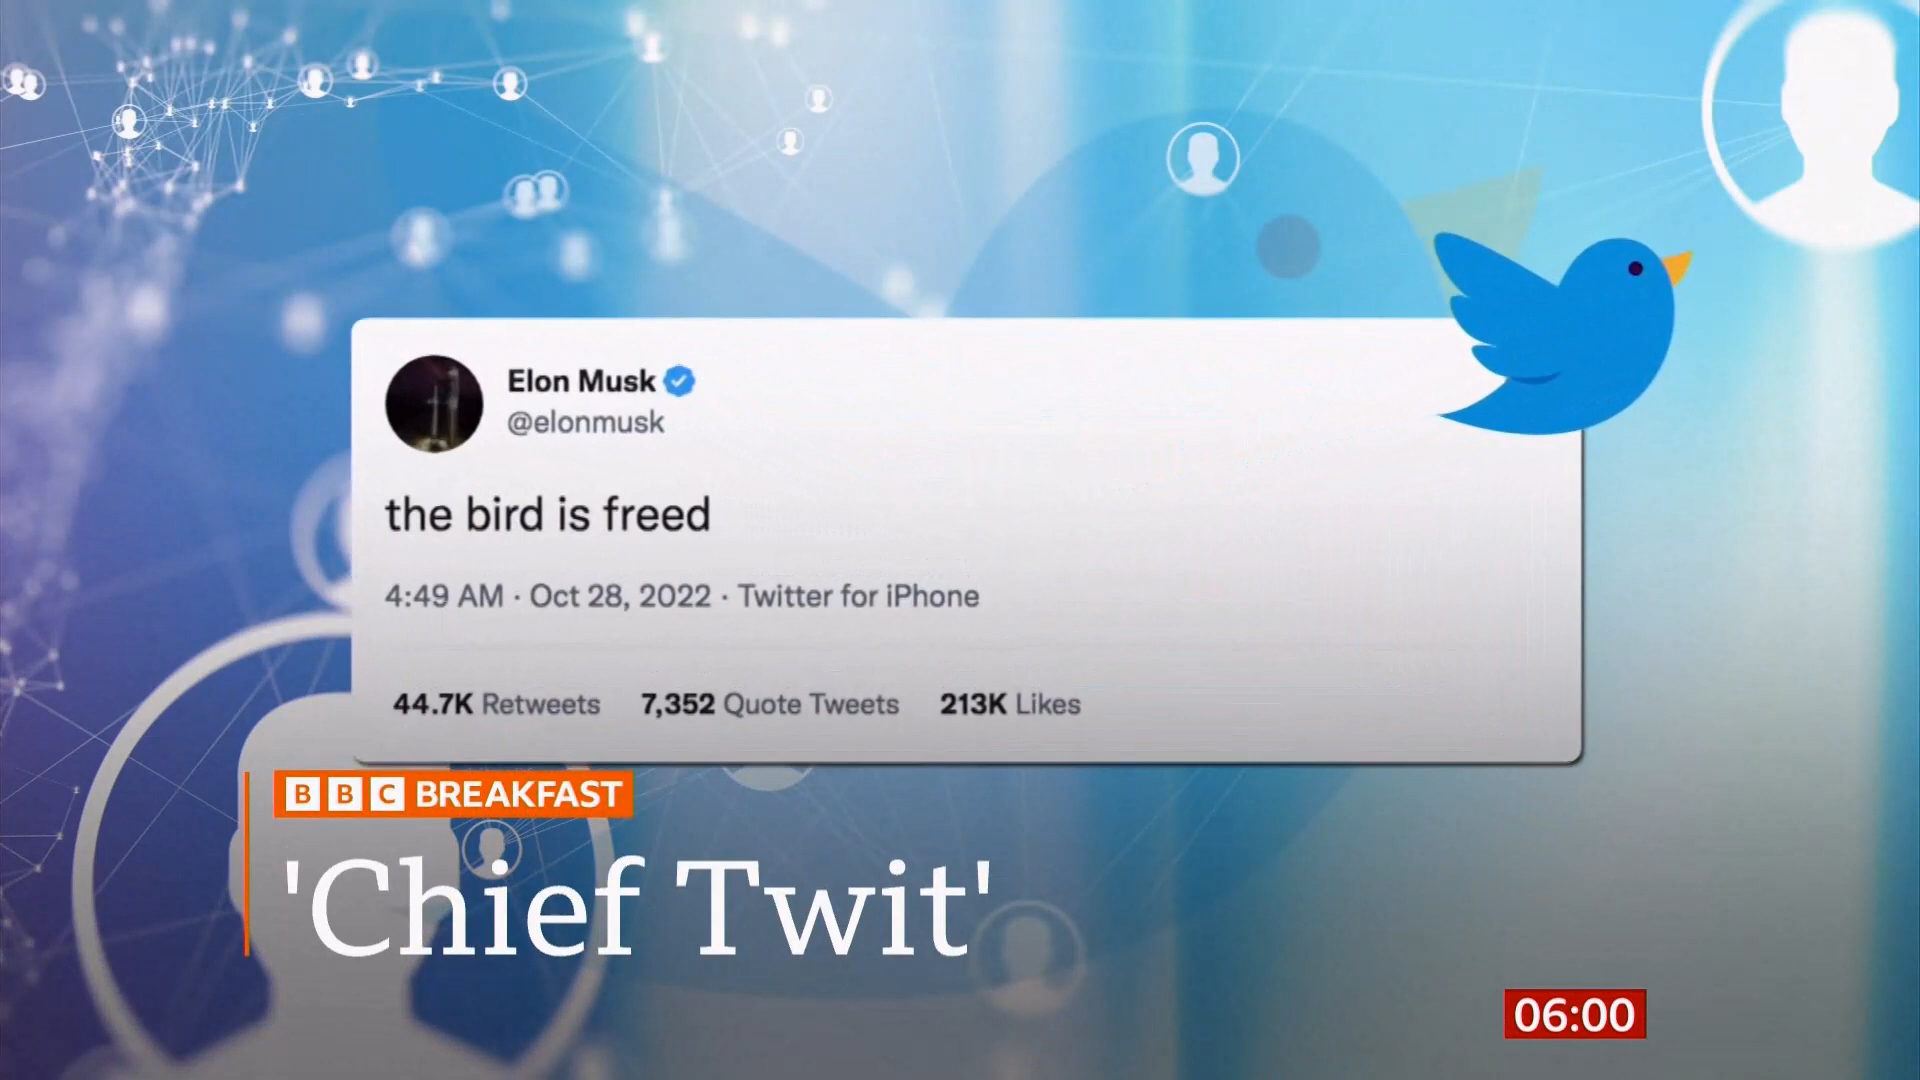 Elon Musk
@elonmusk
the bird is freed
4:49 AM · Oct 28, 2022 · Twitter for iPhone
44.7K Retweets 7,352 Quote Tweets 213K Likes
BBC BREAKFAST
'Chief Twit'
06:00